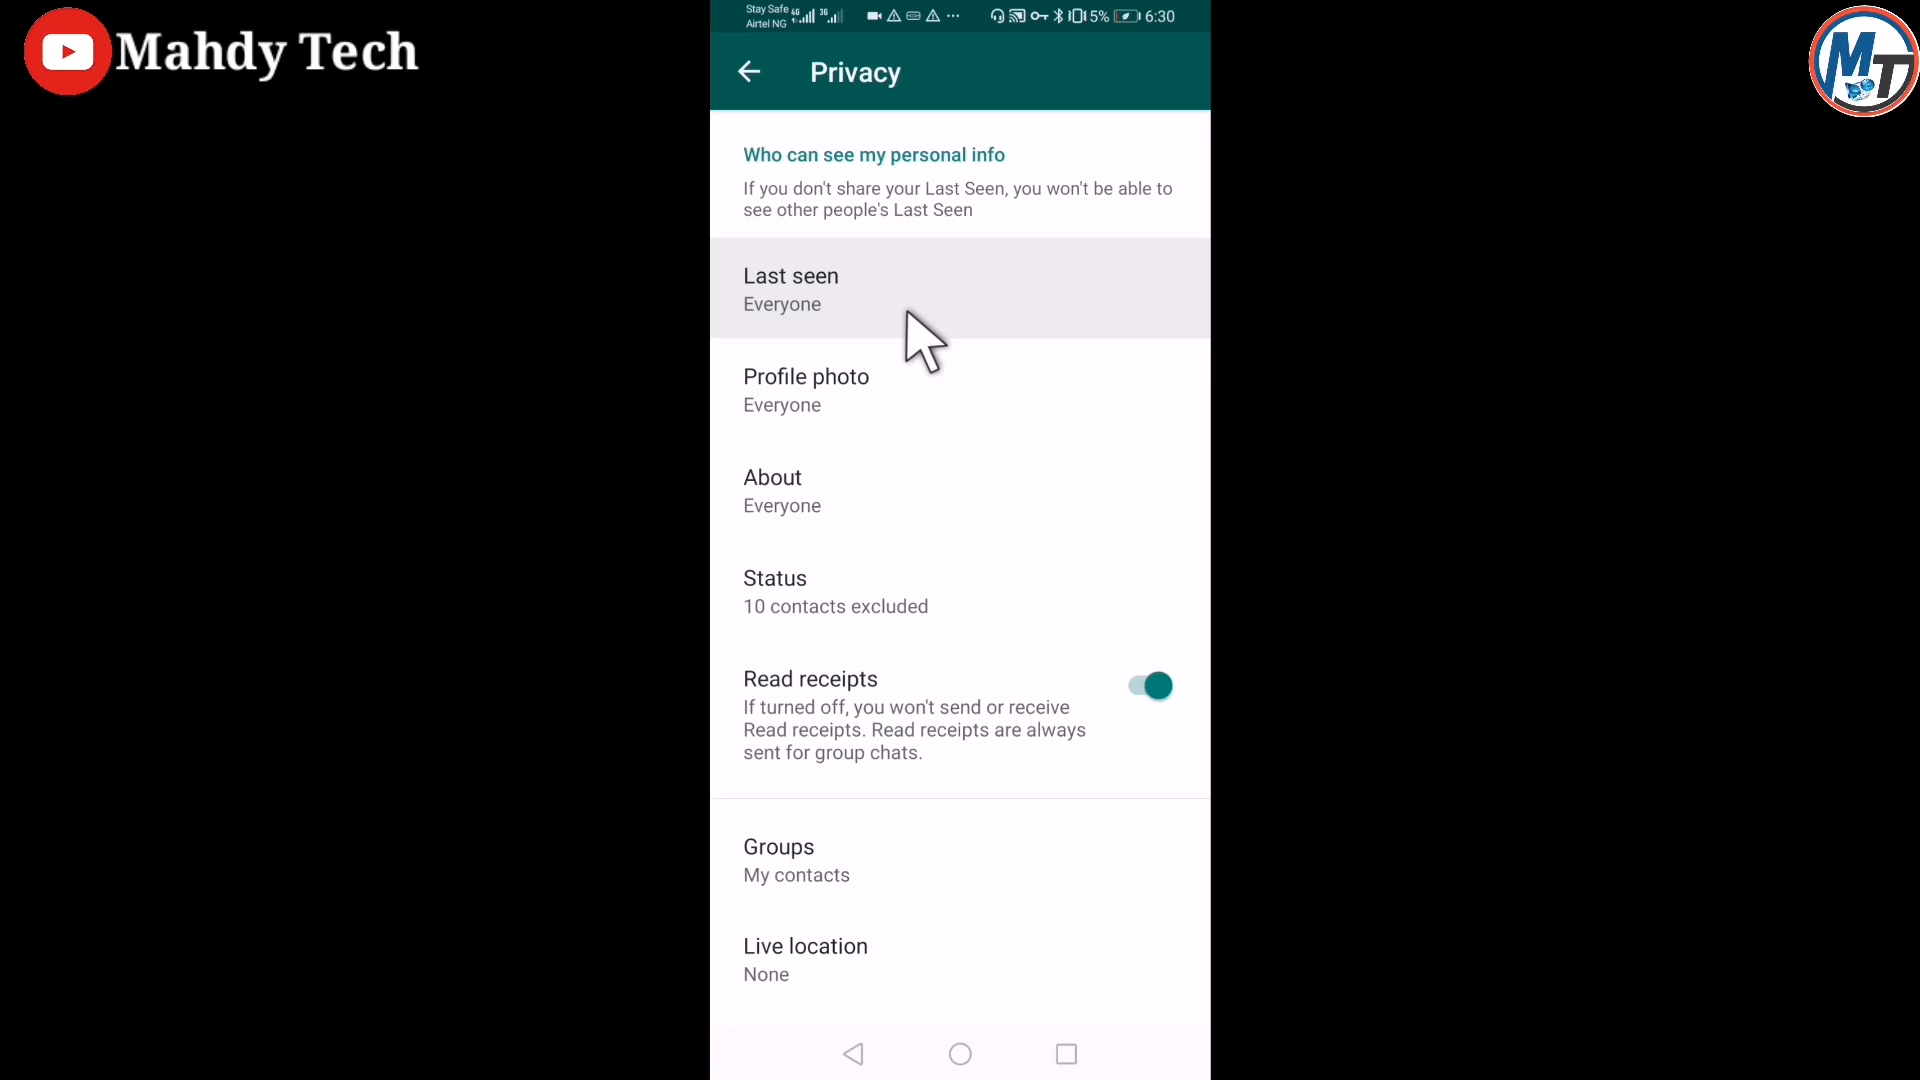 Mahdy Tech
MT
Stay Safe
Airtel NG
4G
3G
5%
6:30
Privacy
Who can see my personal info
If you don't share your Last Seen, you won't be able to
see other people's Last Seen
Last seen
Everyone
Profile photo
Everyone
About
Everyone
Status
10 contacts excluded
Read receipts
If turned off, you won't send or receive
Read receipts. Read receipts are always
sent for group chats.
Groups
My contacts
Live location
None